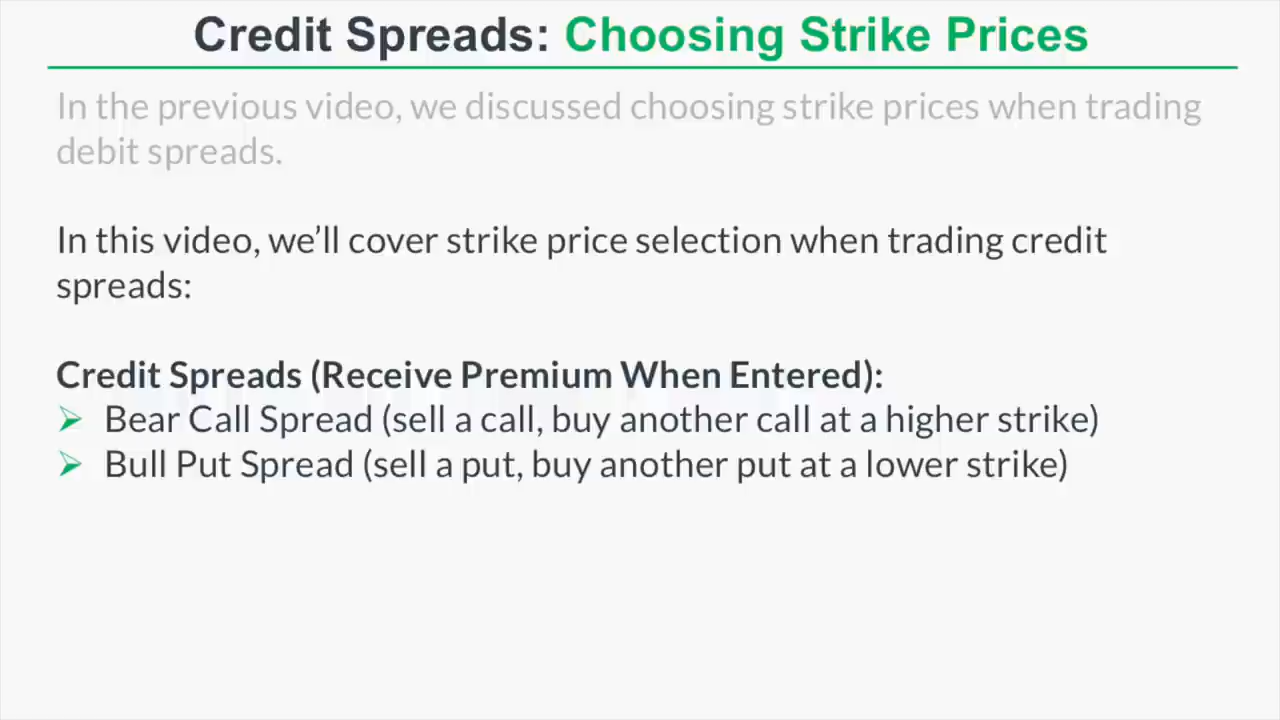 Credit Spreads: Choosing Strike Prices
In the previous video, we discussed choosing strike prices when trading
debit spreads.
In this video, we’ll cover strike price selection when trading credit
spreads:
Credit Spreads (Receive Premium When Entered):
➢ Bear Call Spread (sell a call, buy another call at a higher strike)
➢ Bull Put Spread (sell a put, buy another put at a lower strike)